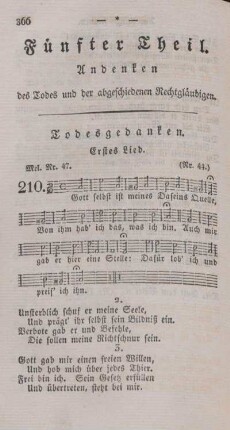 366 — * —
Fünfter Theil.
Andenken
des Todes und der abgeschiedenen Rechtgläubigen.
Todesgedanken.
Erstes Lied.
Mel. Nr. 47. (Nr. 44.)
210.
Gott selbst ist meines Daseins Quelle,
Von ihm hab' ich das, was ich bin. Auch mir
gab er hier eine Stelle: Dafür lob' ich und
preis' ich ihn.
2.
Unsterblich schuf er meine Seele,
Und prägt' ihr selbst sein Bildniß ein.
Verbote gab er und Befehle,
Die sollen meine Richtschnur sein.
3.
Gott gab mir einen freien Willen,
Und hob mich über jedes Thier.
Frei bin ich. Sein Gesetz erfüllen
Und übertreten, steht bei mir.